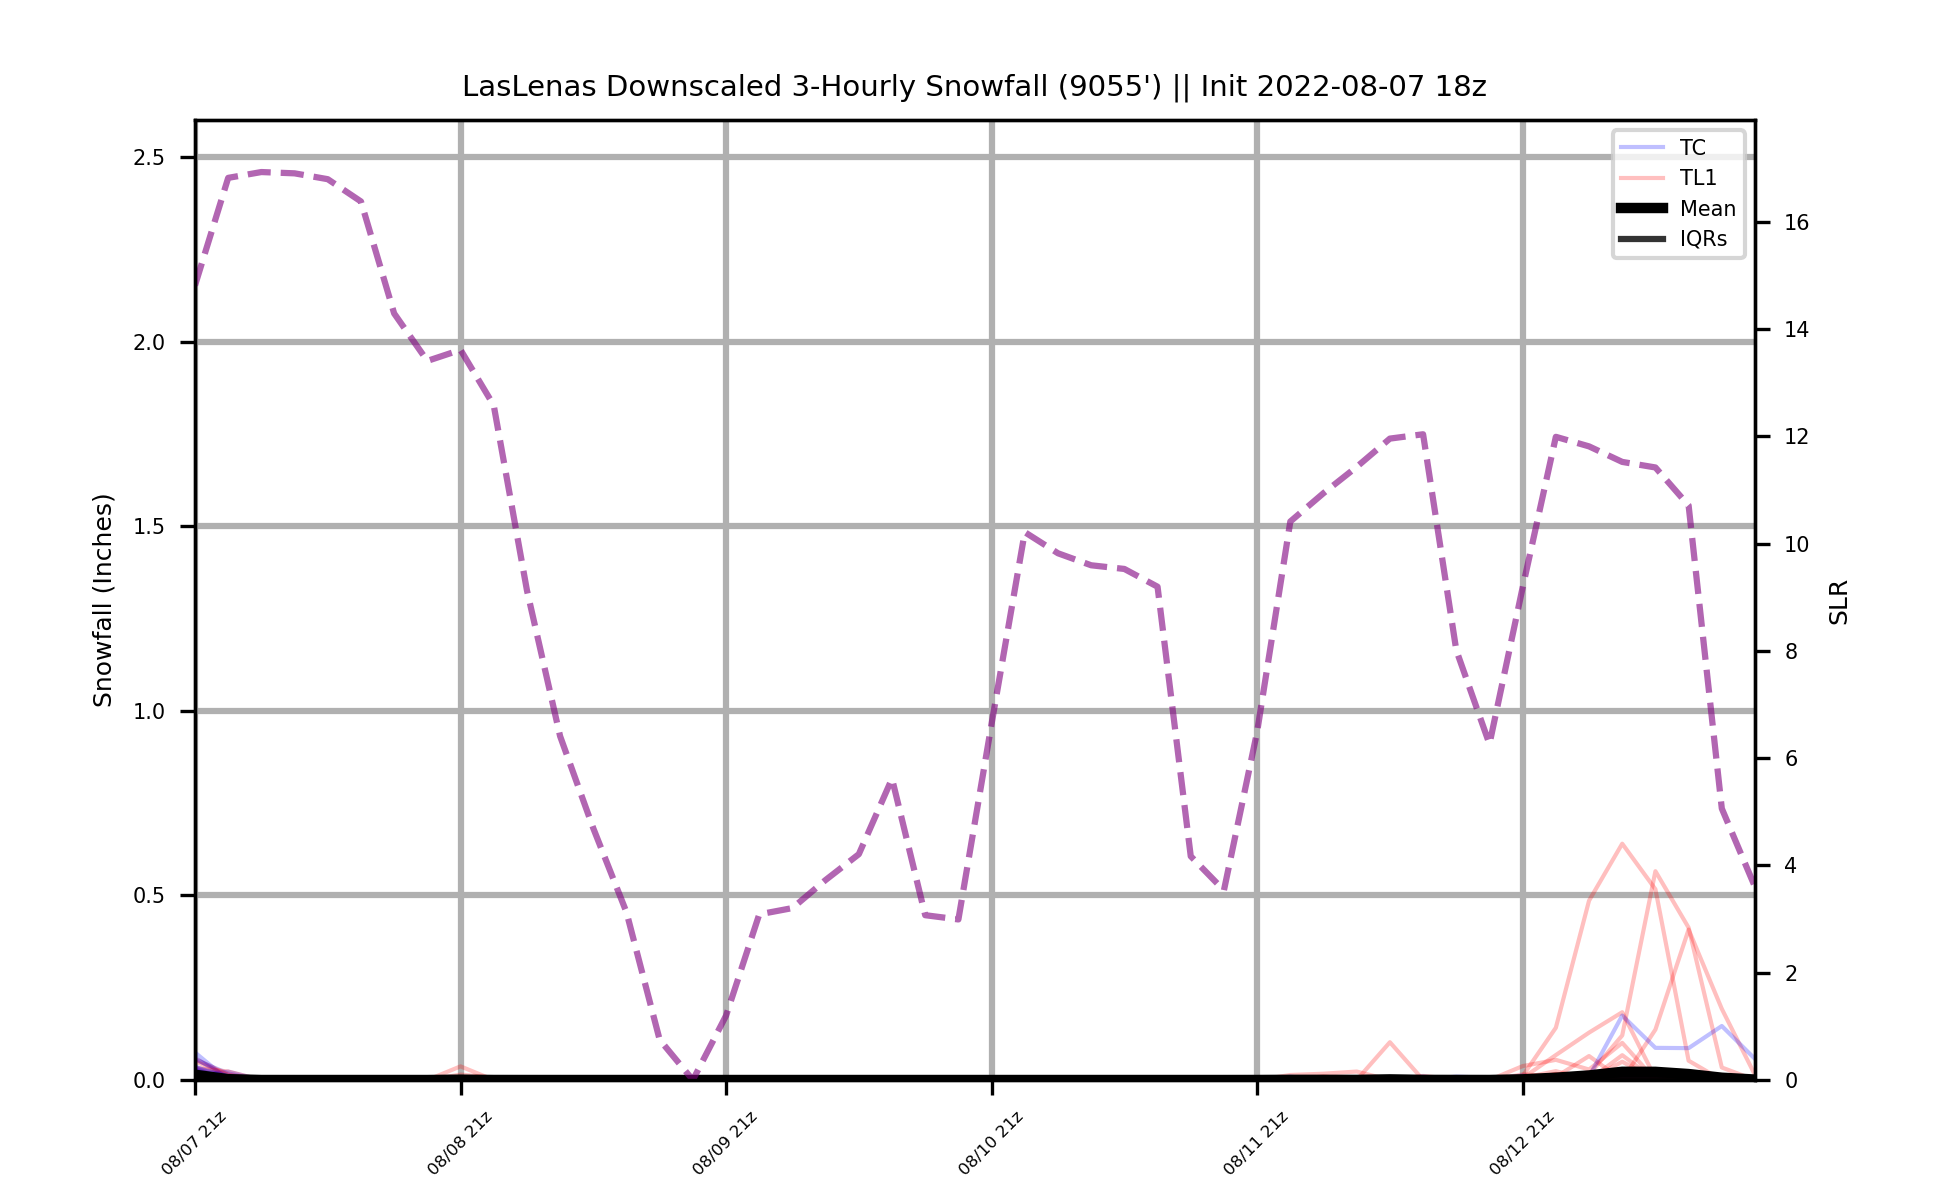 LasLenas Downscaled 3-Hourly Snowfall (9055') || Init 2022-08-07 18z
TC
TL1
Mean
IQRs
Snowfall (Inches)
2.5
2.0
1.5
1.0
0.5
0.0
SLR
16
14
12
10
8
6
4
2
0
08/07 21z
08/08 21z
08/09 21z
08/10 21z
08/11 21z
08/12 21z